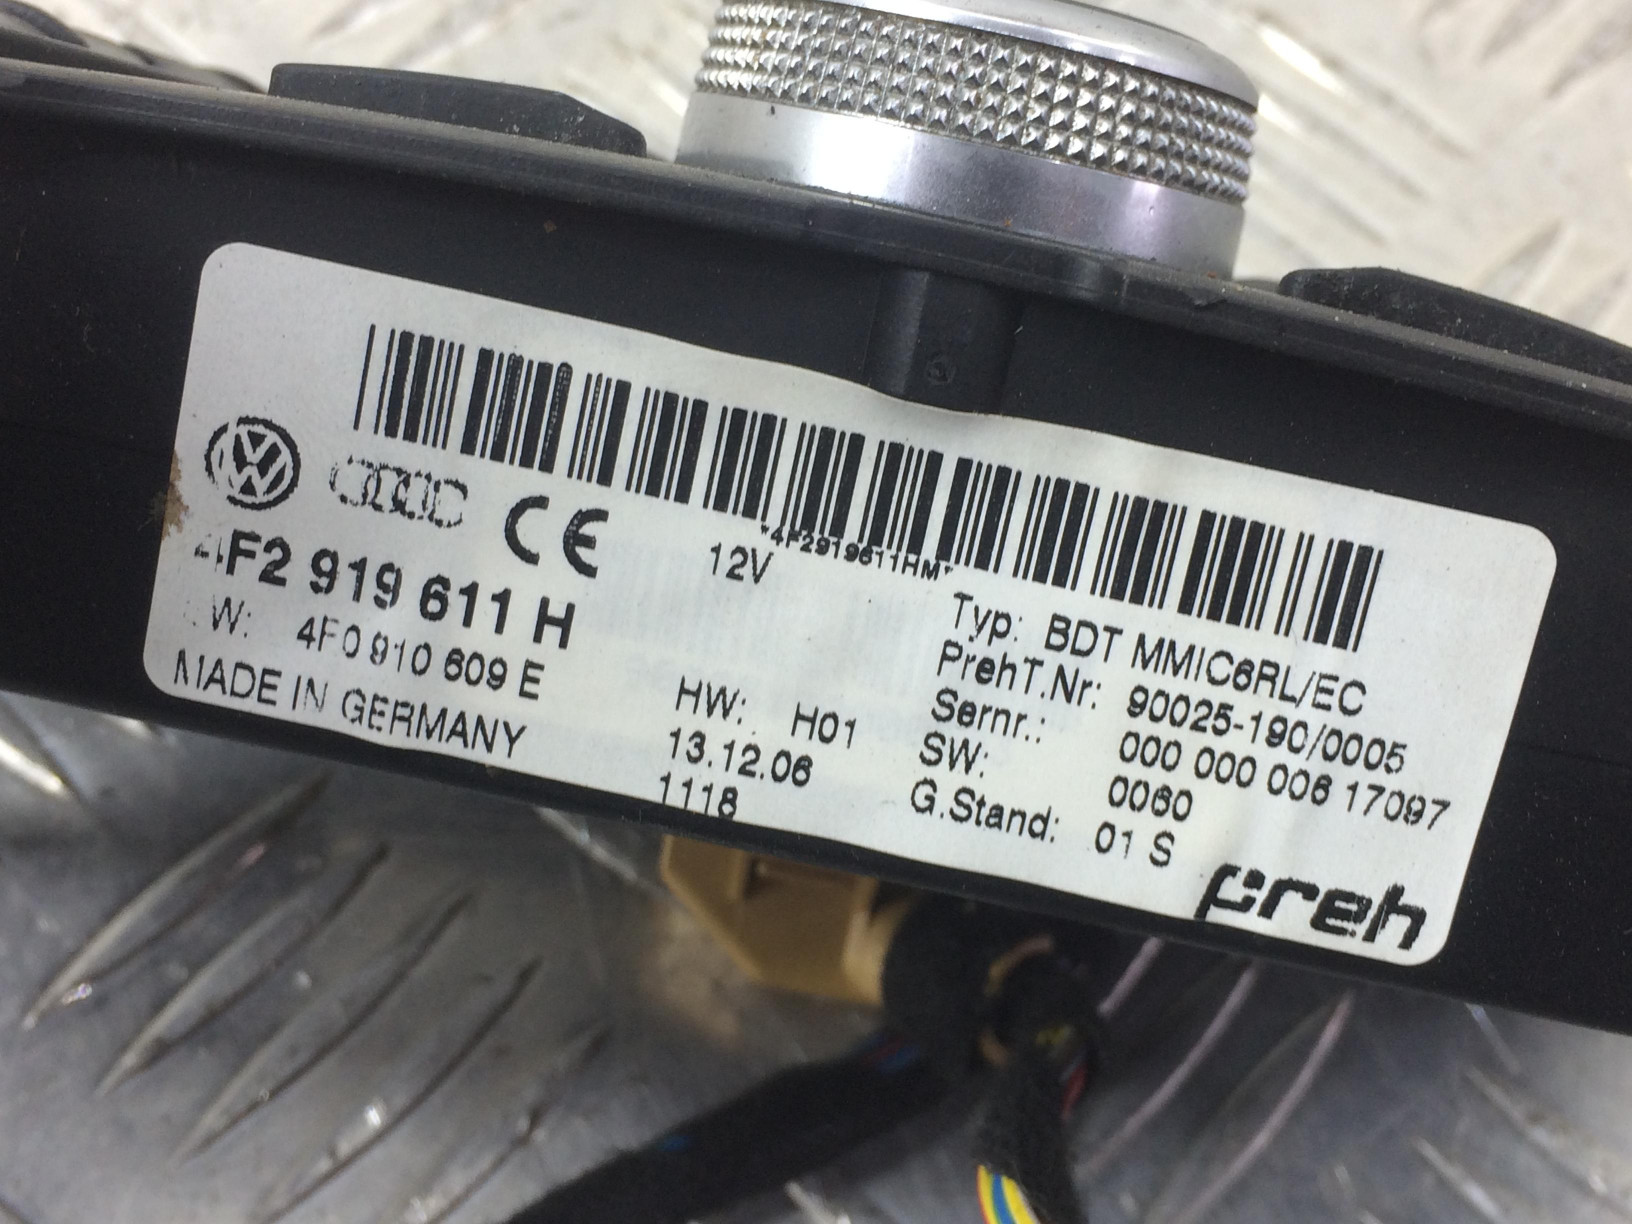 *4F2919611HM*
4F2 919 611 H
12V
W: 4F0 910 609 E
MADE IN GERMANY
HW: H01
13.12.06
1118
Typ: BDT MMIC6RL/EC
PrehT.Nr: 90025-190/0005
Sernr.: 000 000 006 17097
SW: 0060
G.Stand: 01 S
preh